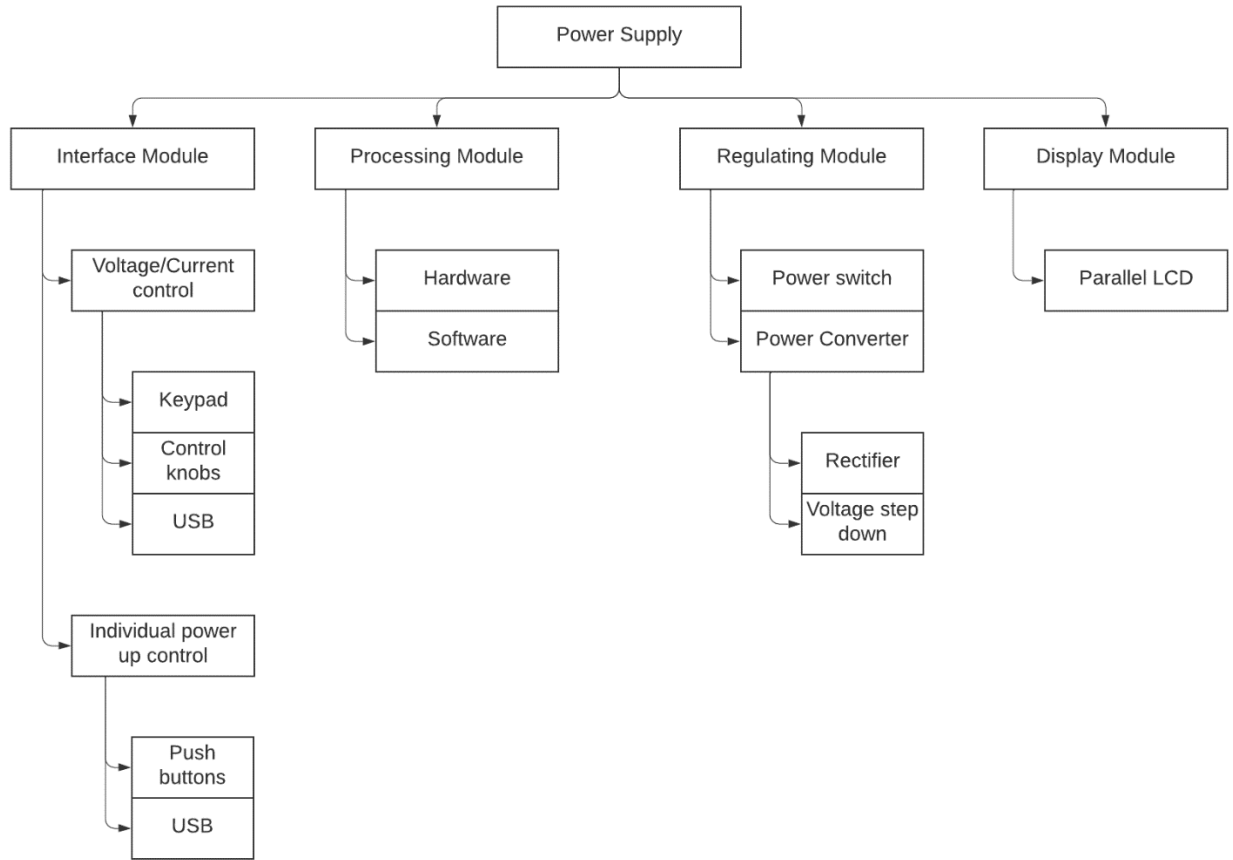 Power Supply
Interface Module
Processing Module
Regulating Module
Display Module
Voltage/Current
control
Hardware
Power switch
Parallel LCD
Software
Power Converter
Keypad
Control
knobs
USB
Rectifier
Voltage step
down
Individual power
up control
Push
buttons
USB